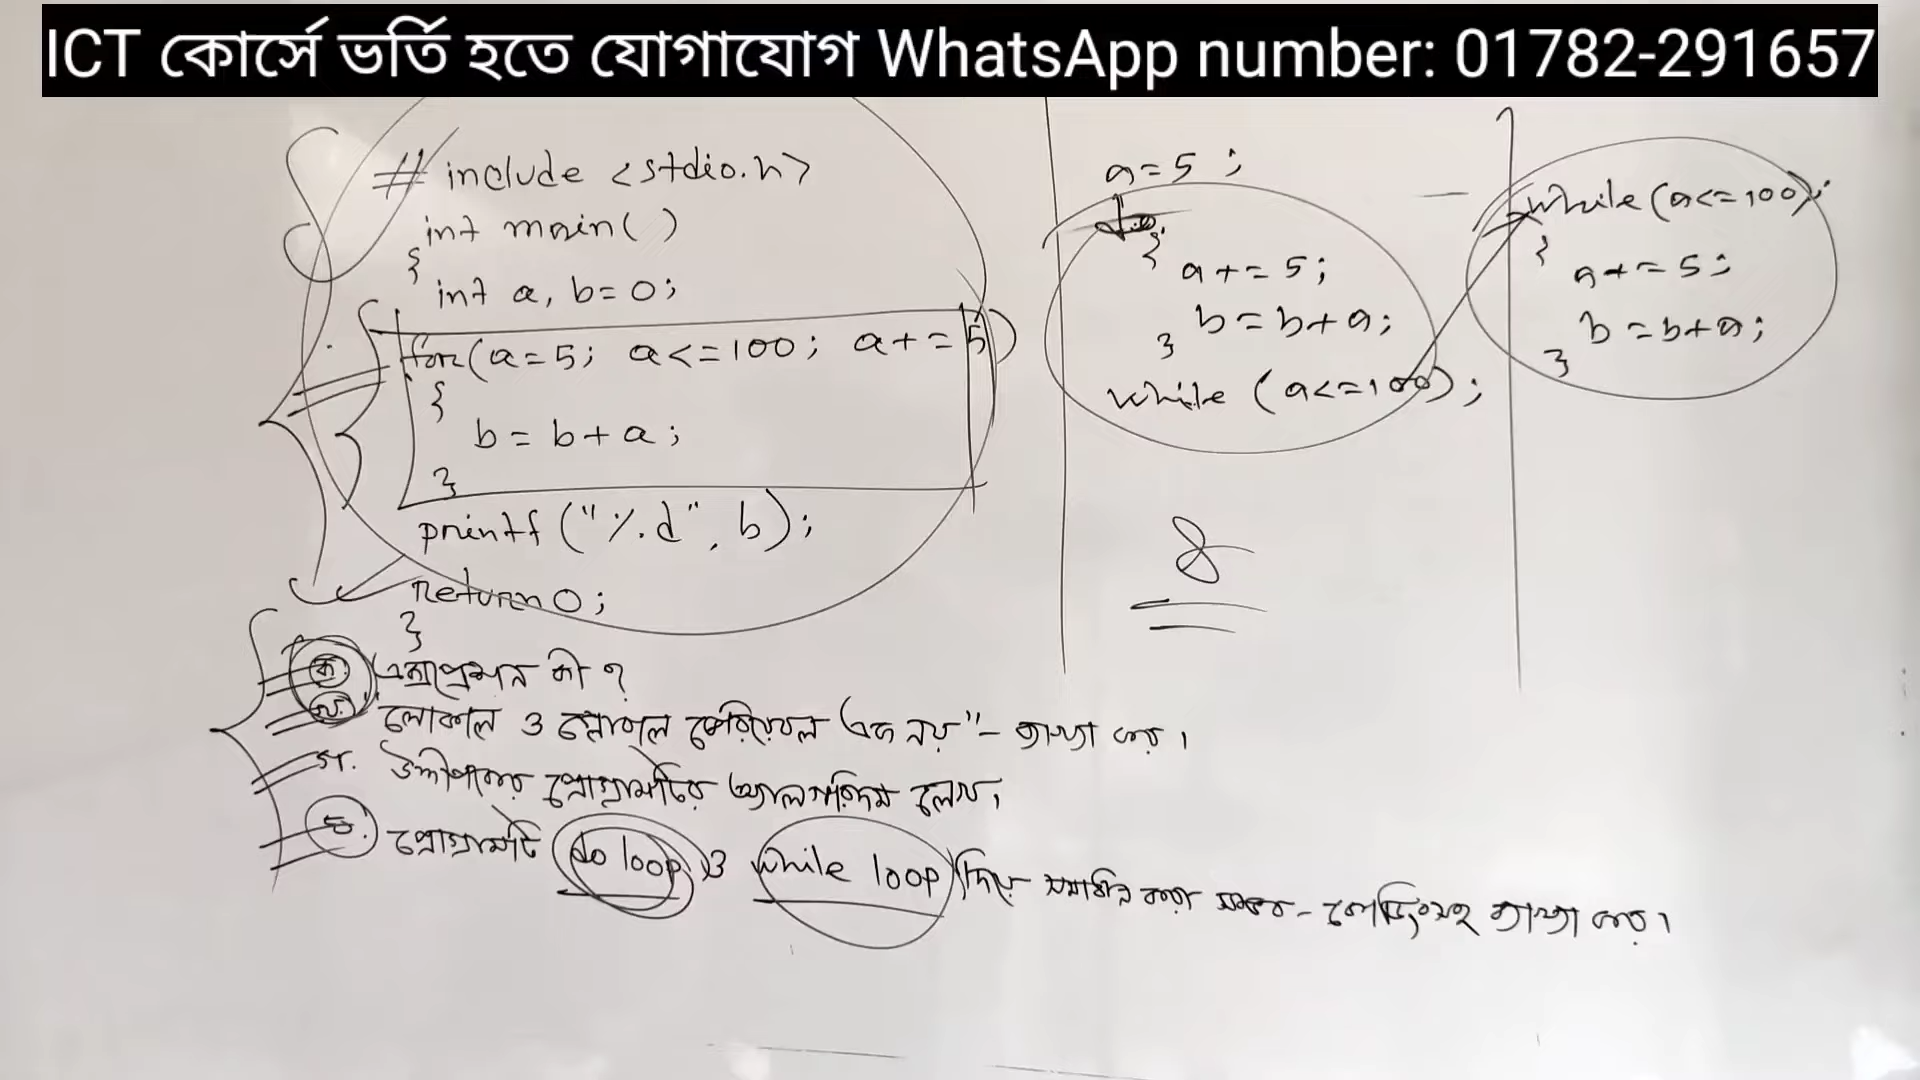 ICT কোর্সে ভর্তি হতে যোগাযোগ WhatsApp number: 01782-291657
# include <stdio.h>
int main()
{
int a, b=0;
for(a=5; a<=100; a+=5)
{
b = b+a;
}
printf("%d", b);
return 0;
}
a=5;
do
{
a+=5;
b=b+a;
}
while (a<=100);
while (a<=100);
{
a+=5;
b=b+a;
}
8
ক. এক্সপ্রেশন কী?
খ. "লোকাল ও গ্লোবাল ভেরিয়েবল এক নয়"- ব্যাখ্যা কর।
গ. উদ্দীপকের প্রোগ্রামটির অ্যালগরিদম লেখ।
ঘ. প্রোগ্রামটি do loop ও while loop দিয়ে সমাধান করা সম্ভব- কোডিংসহ ব্যাখ্যা কর।